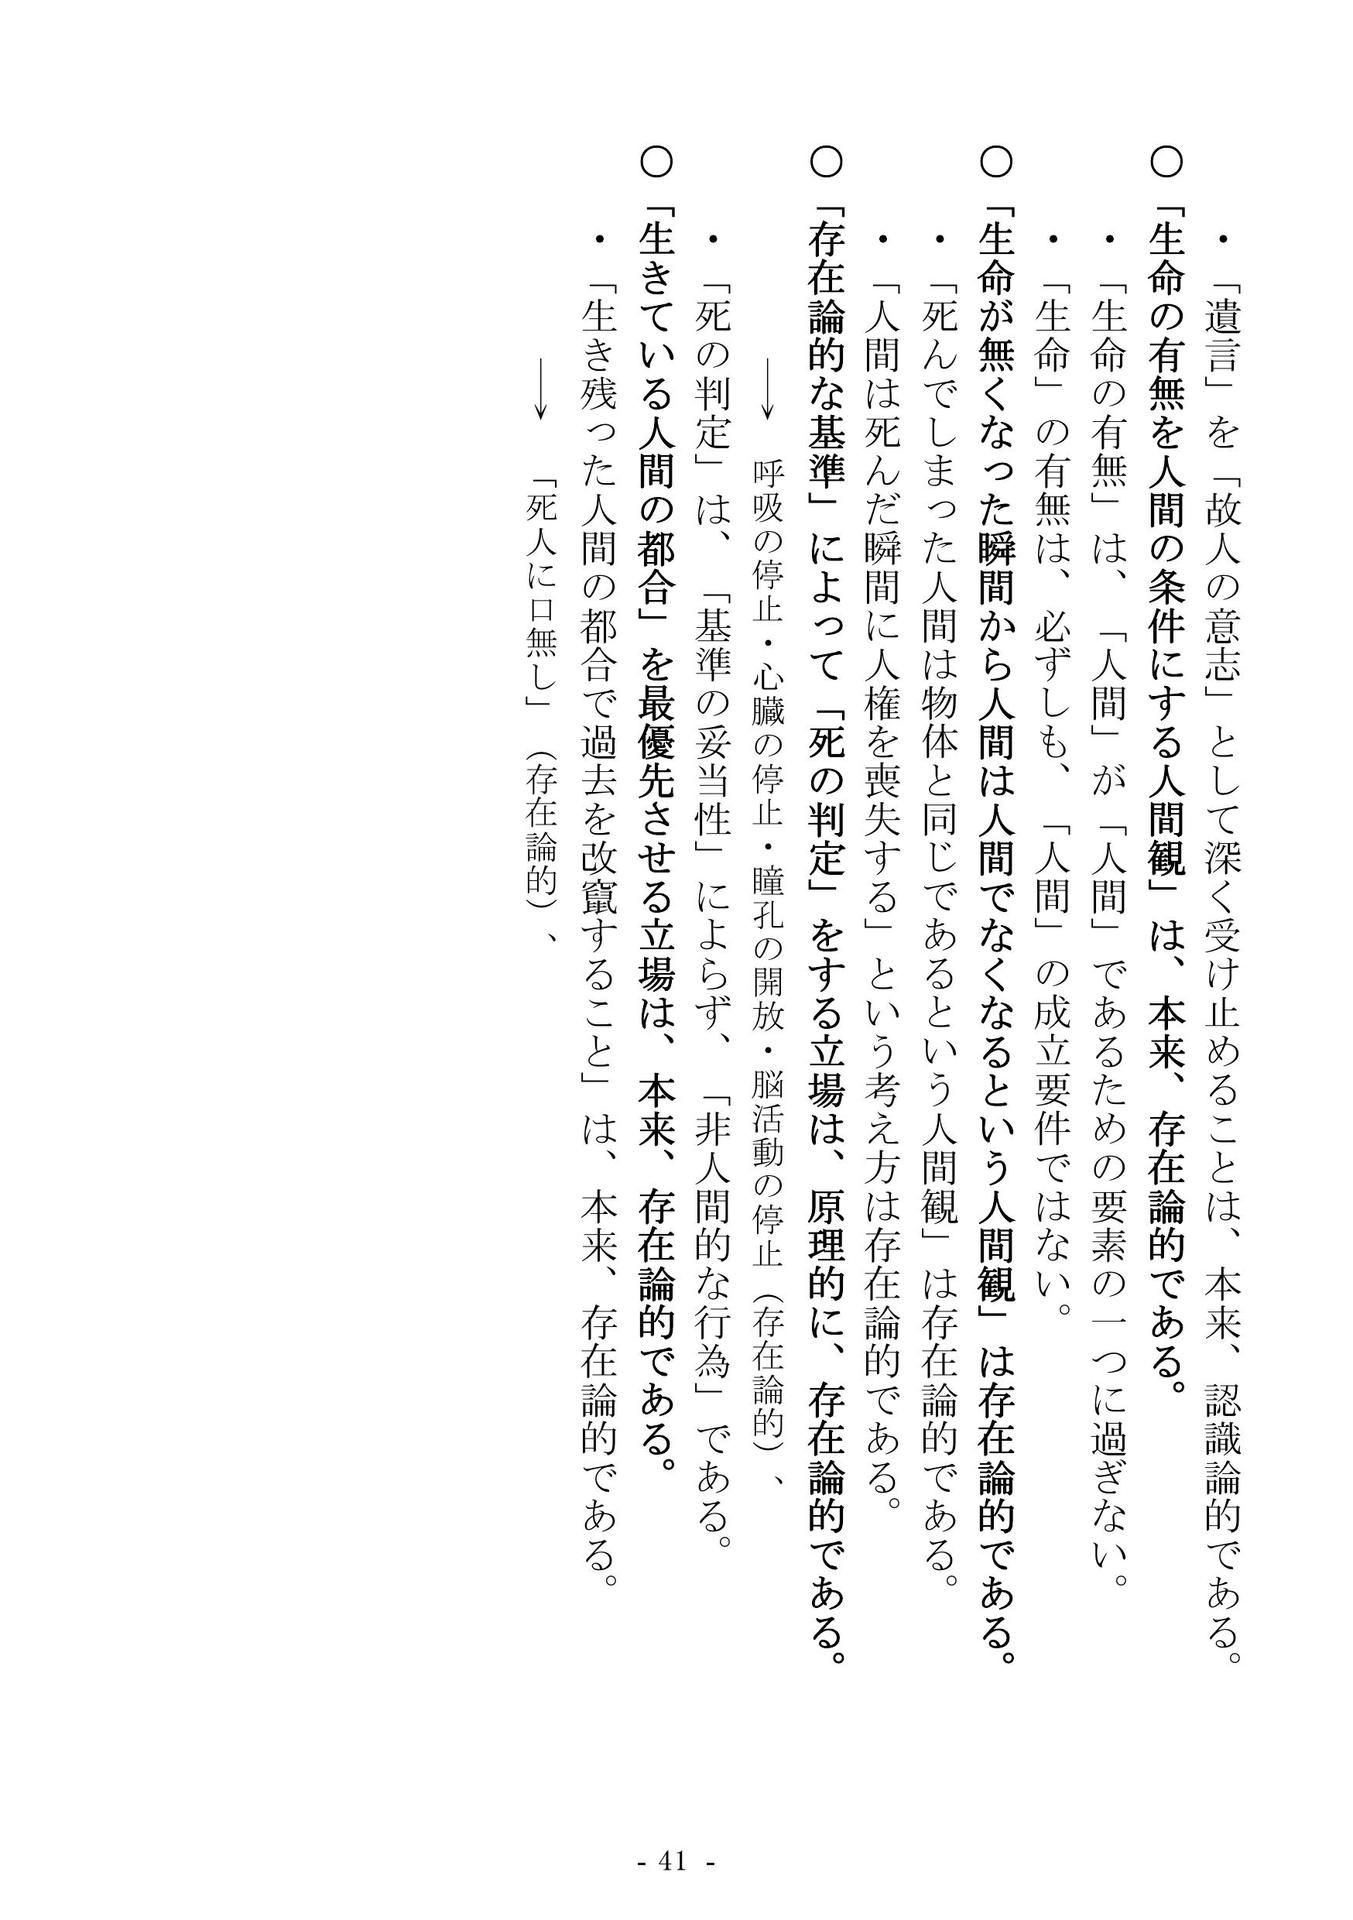 ・「遺言」を「故人の意志」として深く受け止めることは、本来、認識論的である。
○「生命の有無を人間の条件にする人間観」は、本来、存在論的である。
・「生命の有無」は、「人間」が「人間」であるための要素の一つに過ぎない。
・「生命」の有無は、必ずしも、「人間」の成立要件ではない。
○「生命が無くなった瞬間から人間は人間でなくなるという人間観」は存在論的である。
・「死んでしまった人間は物体と同じであるという人間観」は存在論的である。
・「人間は死んだ瞬間に人権を喪失する」という考え方は存在論的である。
○「存在論的な基準」によって「死の判定」をする立場は、原理的に、存在論的である。
→ 呼吸の停止・心臓の停止・瞳孔の開放・脳活動の停止（存在論的）、
・「死の判定」は、「基準の妥当性」によらず、「非人間的な行為」である。
○「生きている人間の都合」を最優先させる立場は、本来、存在論的である。
・「生き残った人間の都合で過去を改竄すること」は、本来、存在論的である。
→ 「死人に口無し」（存在論的）、
- 41 -